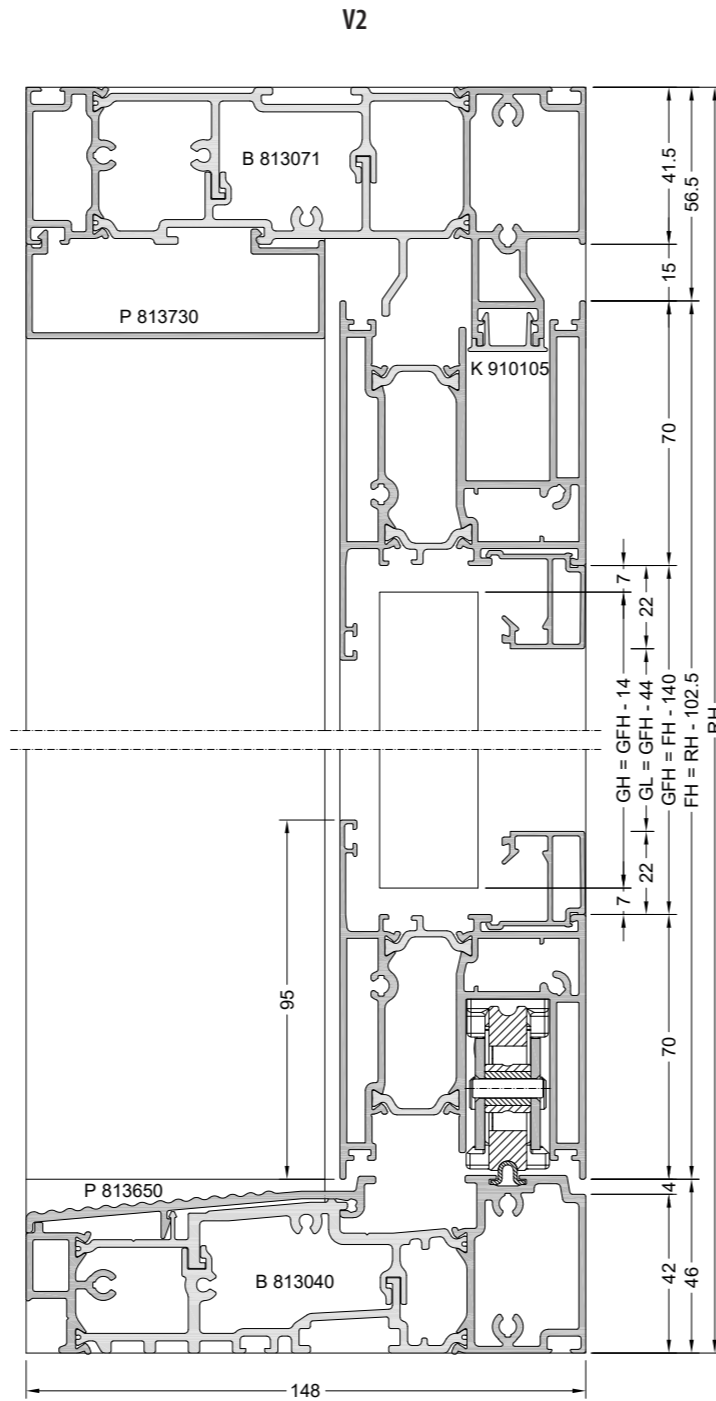 V2
B 813071
P 813730
K 910105
41.5
56.5
15
70
7
22
GH = GFH - 14
GL = GFH - 44
GFH = FH - 140
FH = RH - 102.5
RH
22
7
95
70
P 813650
4
B 813040
42
46
148